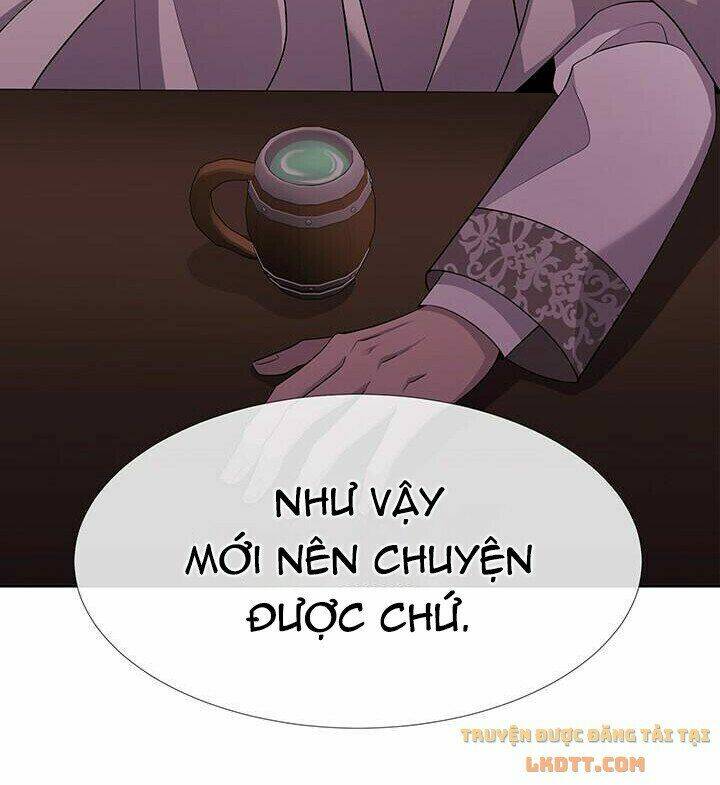 NHƯ VẬY
MỚI NÊN CHUYỆN
ĐƯỢC CHỨ.
TRUYỆN ĐƯỢC ĐĂNG TẢI TẠI
LKDTT.COM